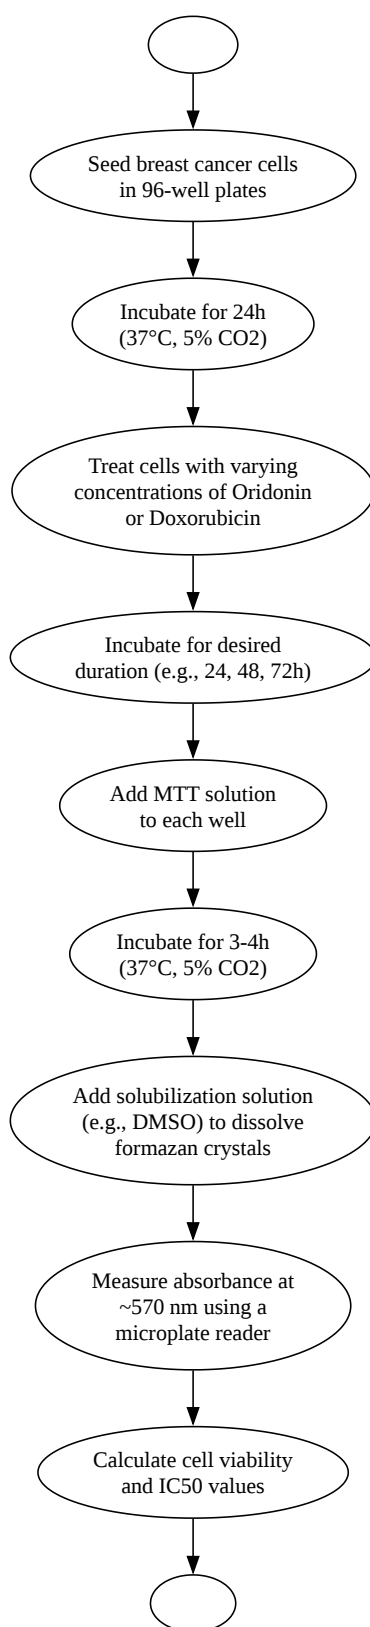 Seed breast cancer cells
in 96-well plates
Incubate for 24h
(37°C, 5% CO2)
Treat cells with varying
concentrations of Oridonin
or Doxorubicin
Incubate for desired
duration (e.g., 24, 48, 72h)
Add MTT solution
to each well
Incubate for 3-4h
(37°C, 5% CO2)
Add solubilization solution
(e.g., DMSO) to dissolve
formazan crystals
Measure absorbance at
~570 nm using a
microplate reader
Calculate cell viability
and IC50 values